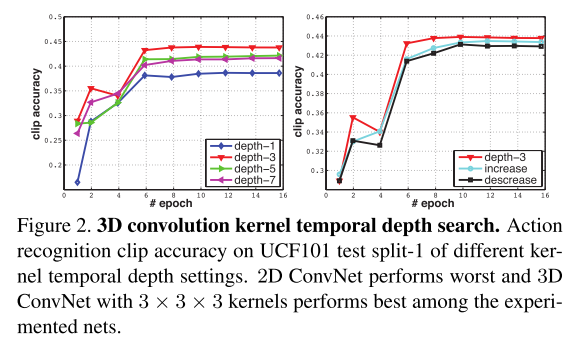 0.5
0.45
0.4
0.35
0.3
0.25
0.2
clip accuracy
0 2 4 6 8 10 12 14 16
# epoch
depth-1
depth-3
depth-5
depth-7
0.46
0.44
0.42
0.4
0.38
0.36
0.34
0.32
0.3
clip accuracy
0 2 4 6 8 10 12 14 16
# epoch
depth-3
increase
descrease
Figure 2. 3D convolution kernel temporal depth search. Action
recognition clip accuracy on UCF101 test split-1 of different ker-
nel temporal depth settings. 2D ConvNet performs worst and 3D
ConvNet with 3 × 3 × 3 kernels performs best among the experi-
mented nets.